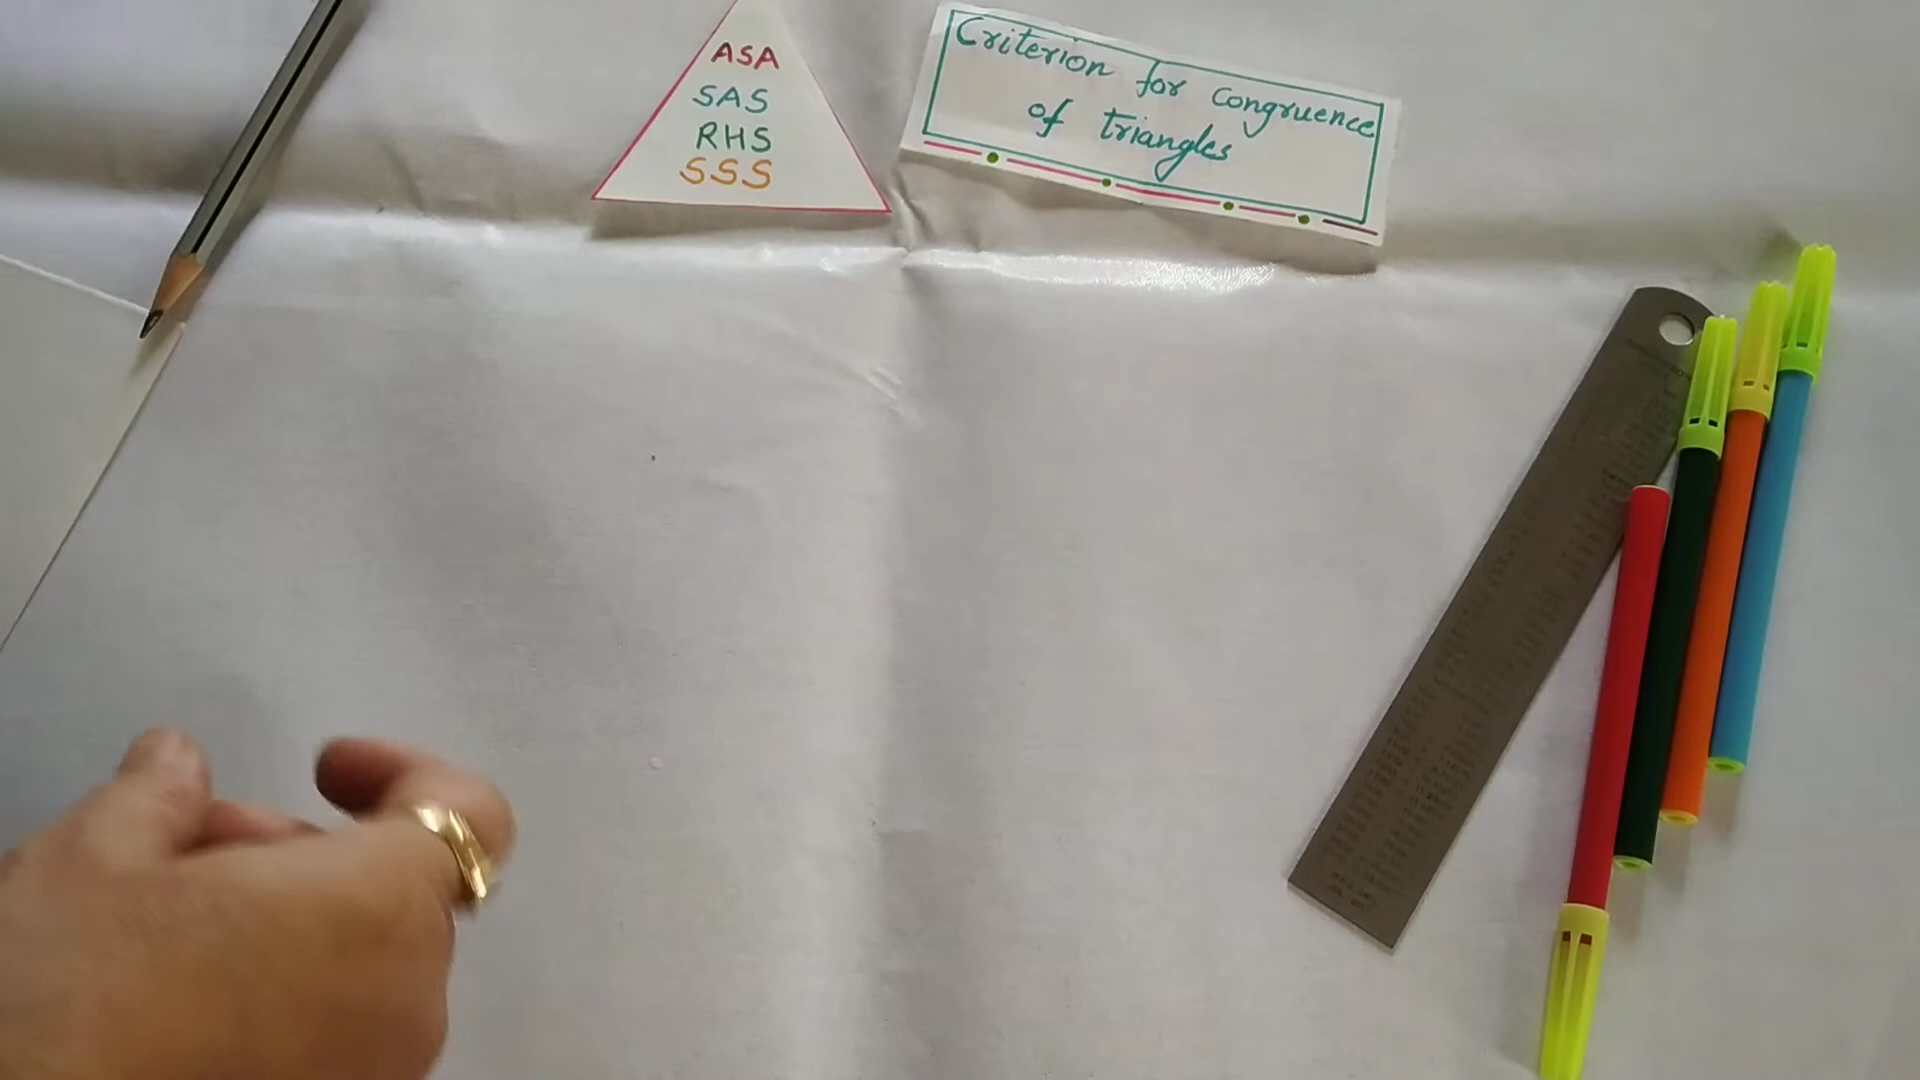 ASA
SAS
RHS
SSS
Criterion for Congruence
of triangles